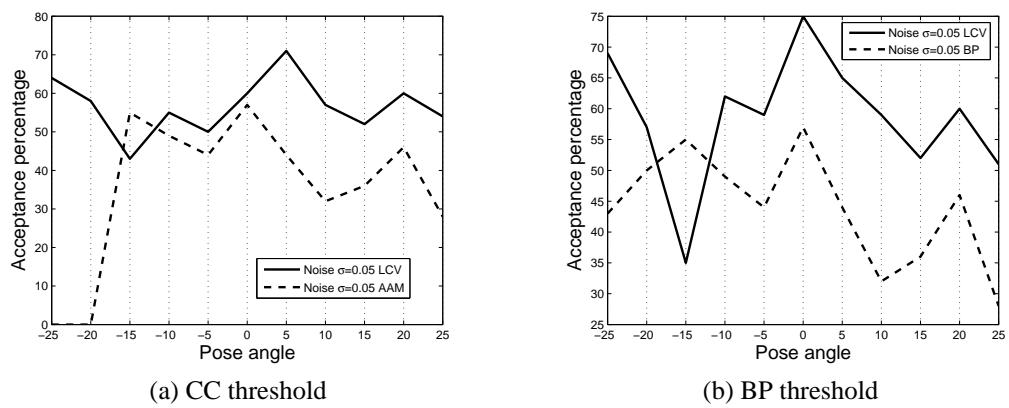 80
70
60
50
40
30
20
10
0
Acceptance percentage
Noise σ=0.05 LCV
Noise σ=0.05 AAM
−25 −20 −15 −10 −5 0 5 10 15 20 25
Pose angle
(a) CC threshold
75
70
65
60
55
50
45
40
35
30
25
Acceptance percentage
Noise σ=0.05 LCV
Noise σ=0.05 BP
−25 −20 −15 −10 −5 0 5 10 15 20 25
Pose angle
(b) BP threshold